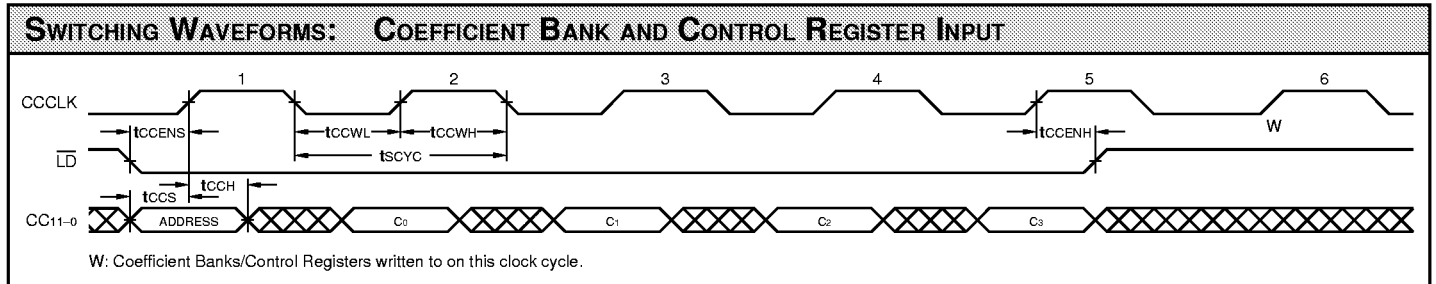 SWITCHING WAVEFORMS: COEFFICIENT BANK AND CONTROL REGISTER INPUT
1 2 3 4 5 6
CCCLK
W
tCCENS tCCWL tCCWH tCCENH
tSCYC
LD
tCCH
tCCS
CC11–0 ADDRESS C0 C1 C2 C3
W: Coefficient Banks/Control Registers written to on this clock cycle.